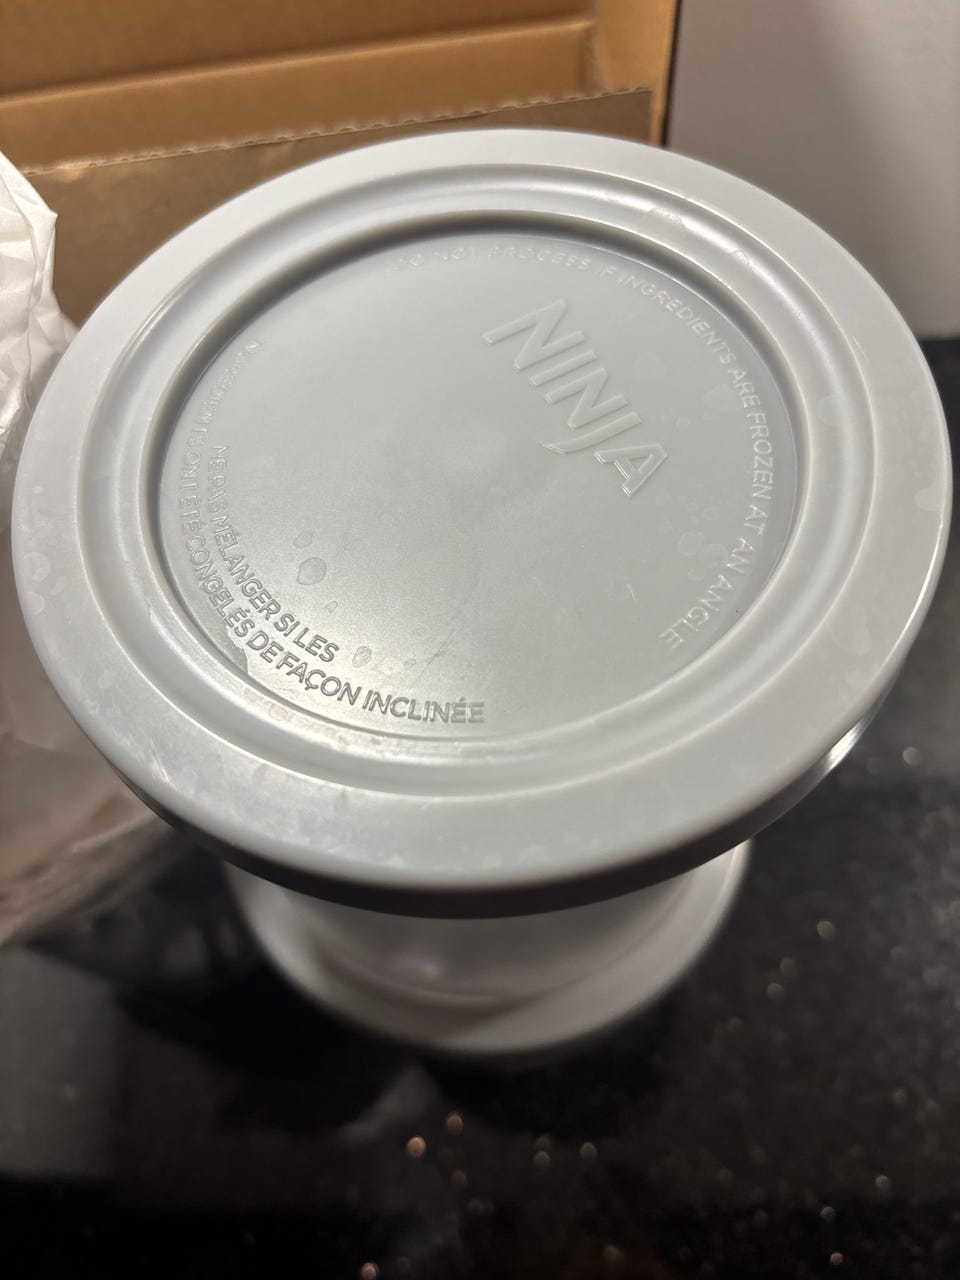 DO NOT PROCESS IF INGREDIENTS ARE FROZEN AT AN ANGLE
NINJA
NE PAS MÉLANGER SI LES
INGRÉDIENTS ONT ÉTÉ CONGELÉS DE FAÇON INCLINÉE